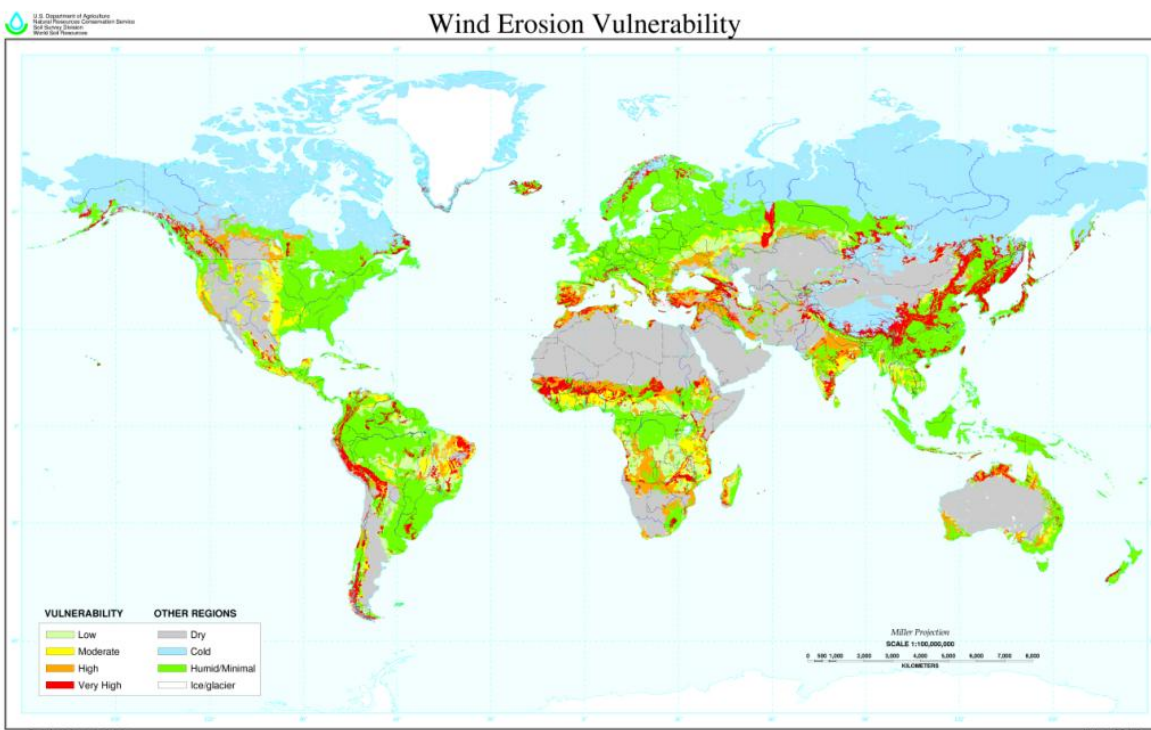 U.S. Department of Agriculture
Natural Resources Conservation Service
Soil Survey Division
World Soil Resources
Wind Erosion Vulnerability
VULNERABILITY
Low
Moderate
High
Very High
OTHER REGIONS
Dry
Cold
Humid/Minimal
Ice/glacier
Miller Projection
SCALE 1:100,000,000
0 500 1,000 2,000 3,000 4,000 5,000 6,000 7,000 8,000
KILOMETERS